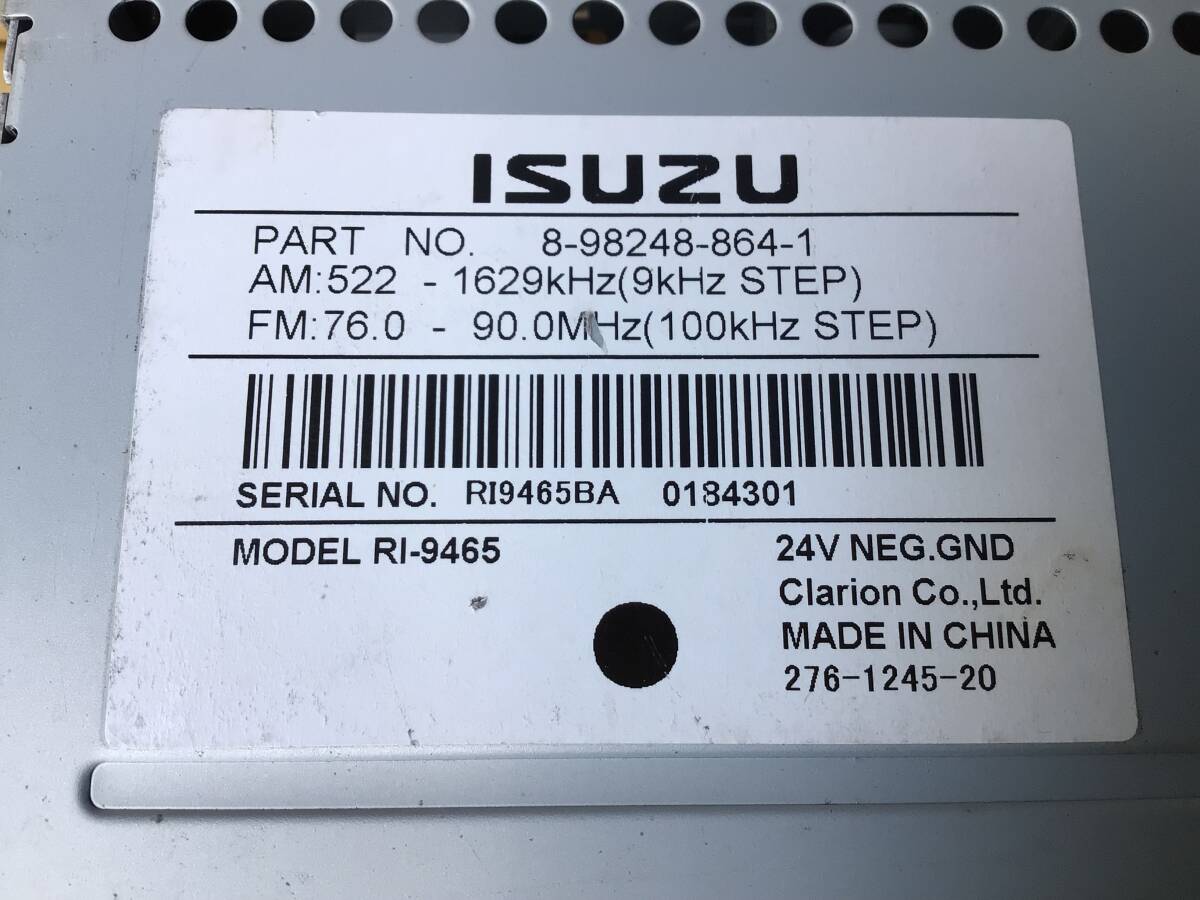 ISUZU
PART NO. 8-98248-864-1
AM:522 - 1629kHz(9kHz STEP)
FM:76.0 - 90.0MHz(100kHz STEP)
SERIAL NO. RI9465BA 0184301
MODEL RI-9465
24V NEG.GND
Clarion Co.,Ltd.
MADE IN CHINA
276-1245-20